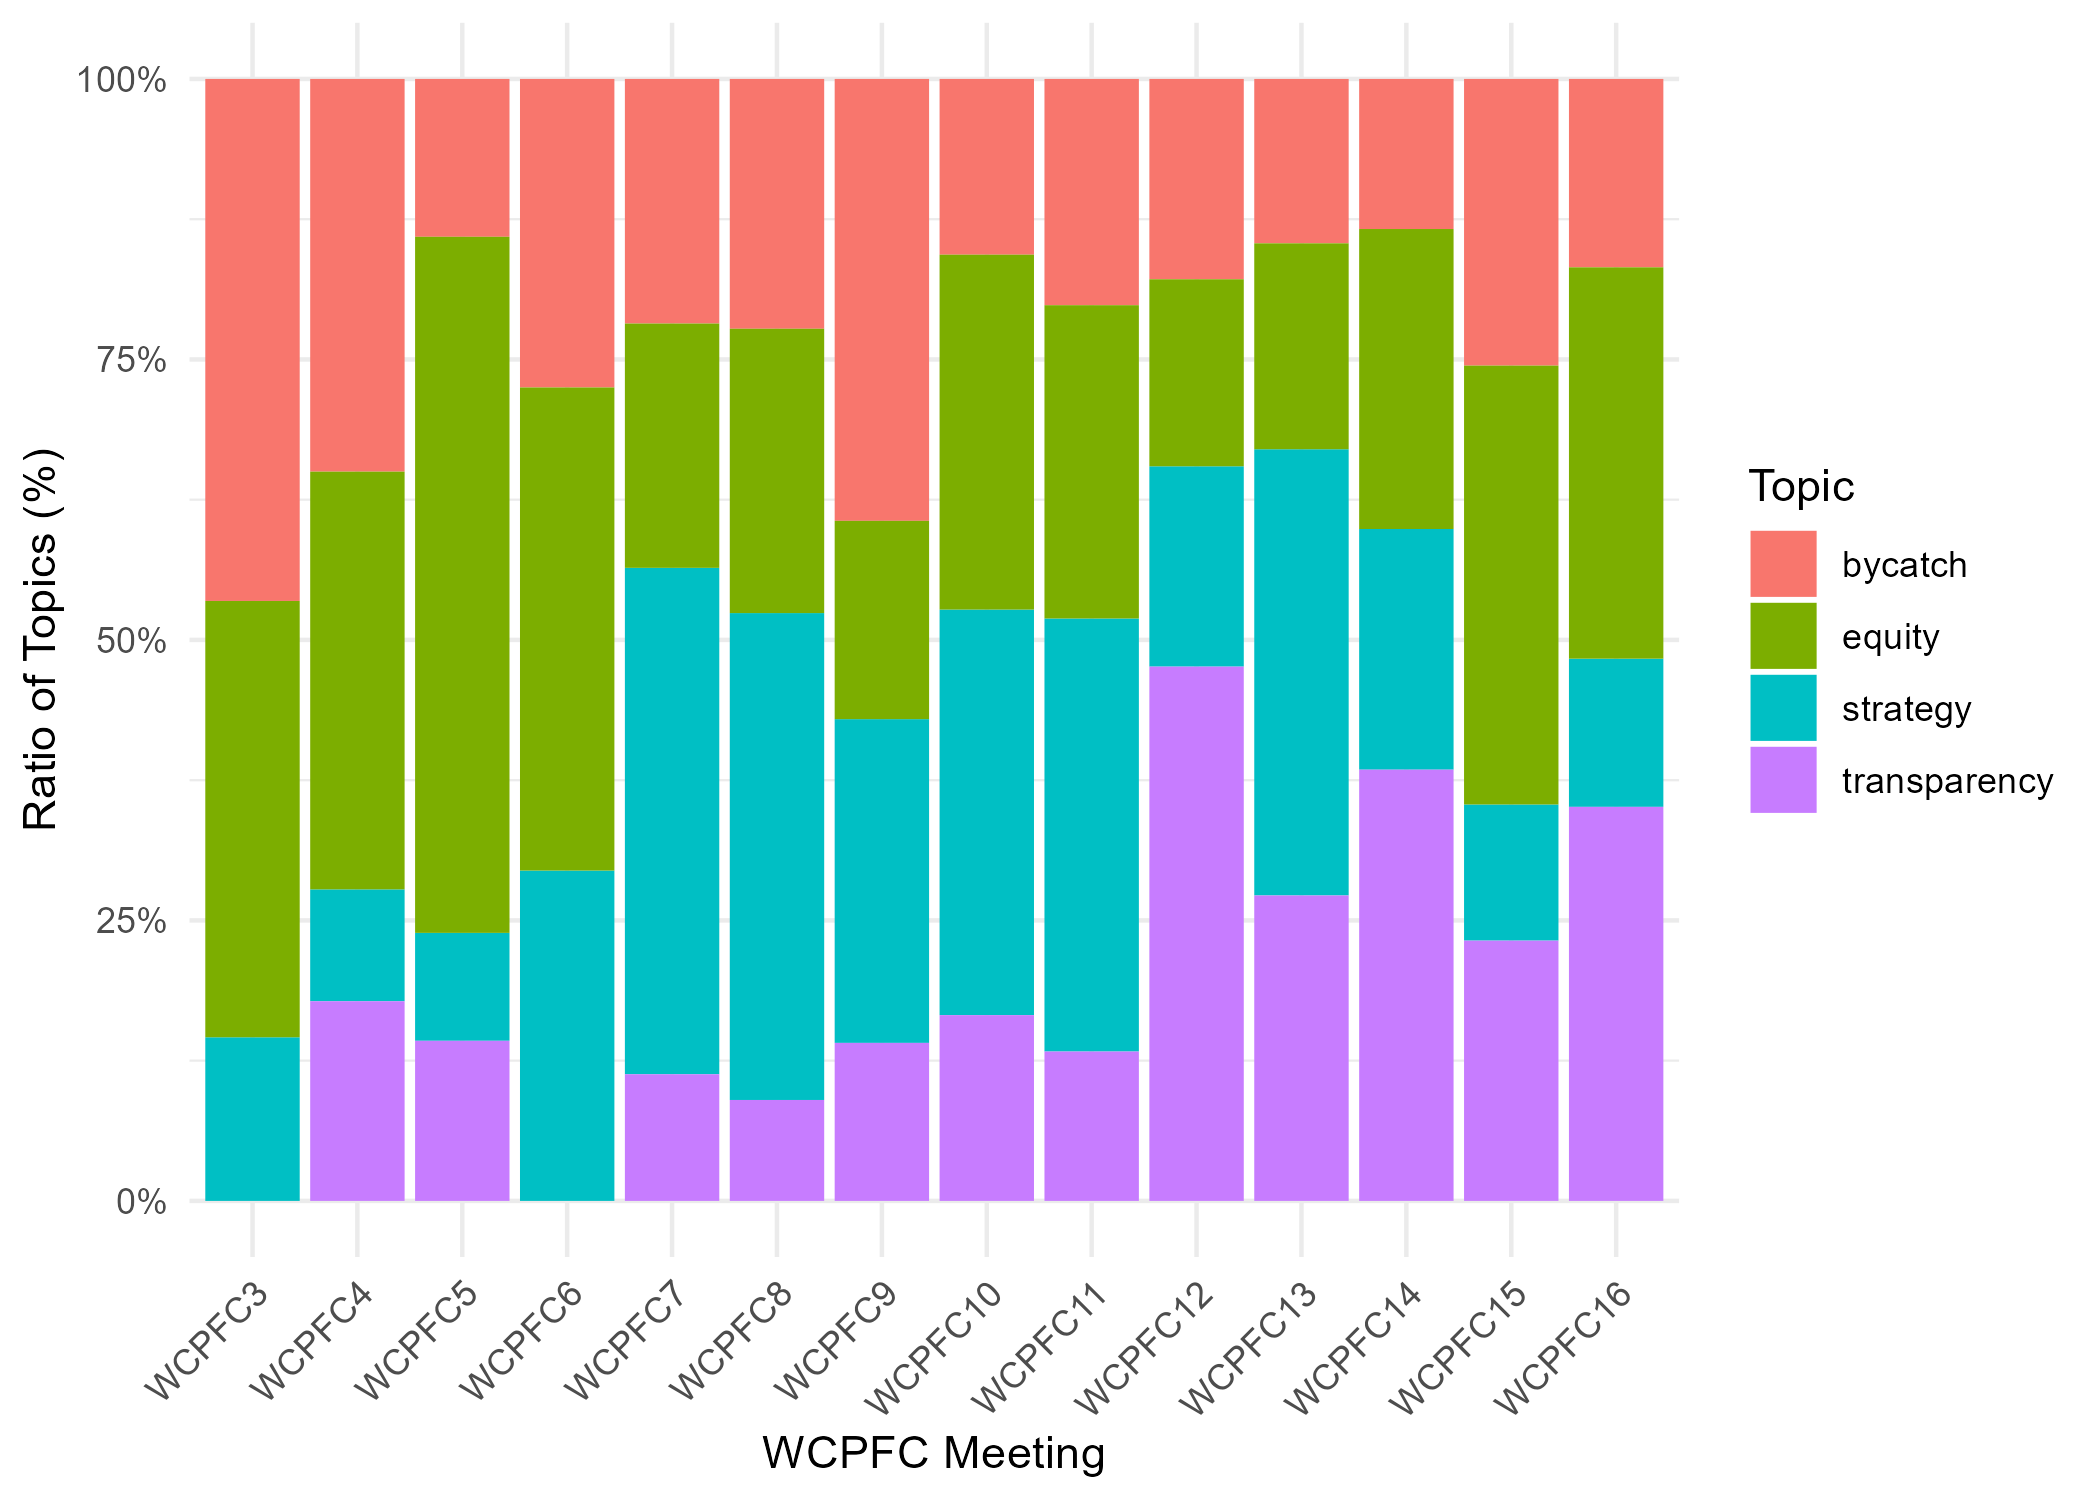 100%
75%
50%
25%
0%
Ratio of Topics (%)
WCPFC3
WCPFC4
WCPFC5
WCPFC6
WCPFC7
WCPFC8
WCPFC9
WCPFC10
WCPFC11
WCPFC12
WCPFC13
WCPFC14
WCPFC15
WCPFC16
WCPFC Meeting
Topic
bycatch
equity
strategy
transparency